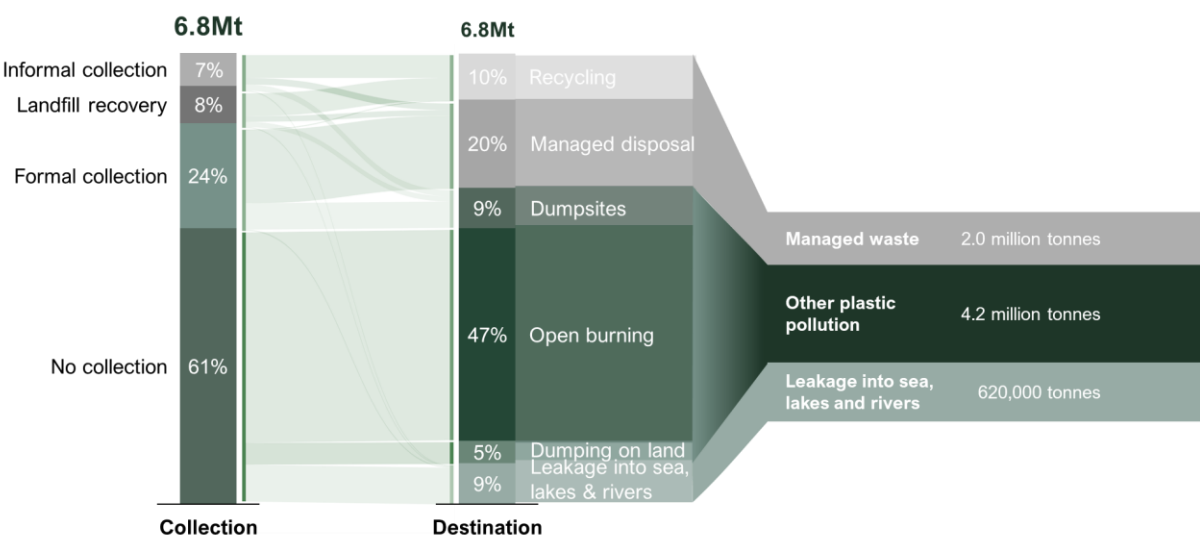 6.8Mt
6.8Mt
Informal collection
7%
Landfill recovery
8%
Formal collection
24%
No collection
61%
10%
Recycling
20%
Managed disposal
9%
Dumpsites
47%
Open burning
5%
Dumping on land
9%
Leakage into sea,
lakes & rivers
Managed waste
2.0 million tonnes
Other plastic
pollution
4.2 million tonnes
Leakage into sea,
lakes and rivers
620,000 tonnes
Collection
Destination